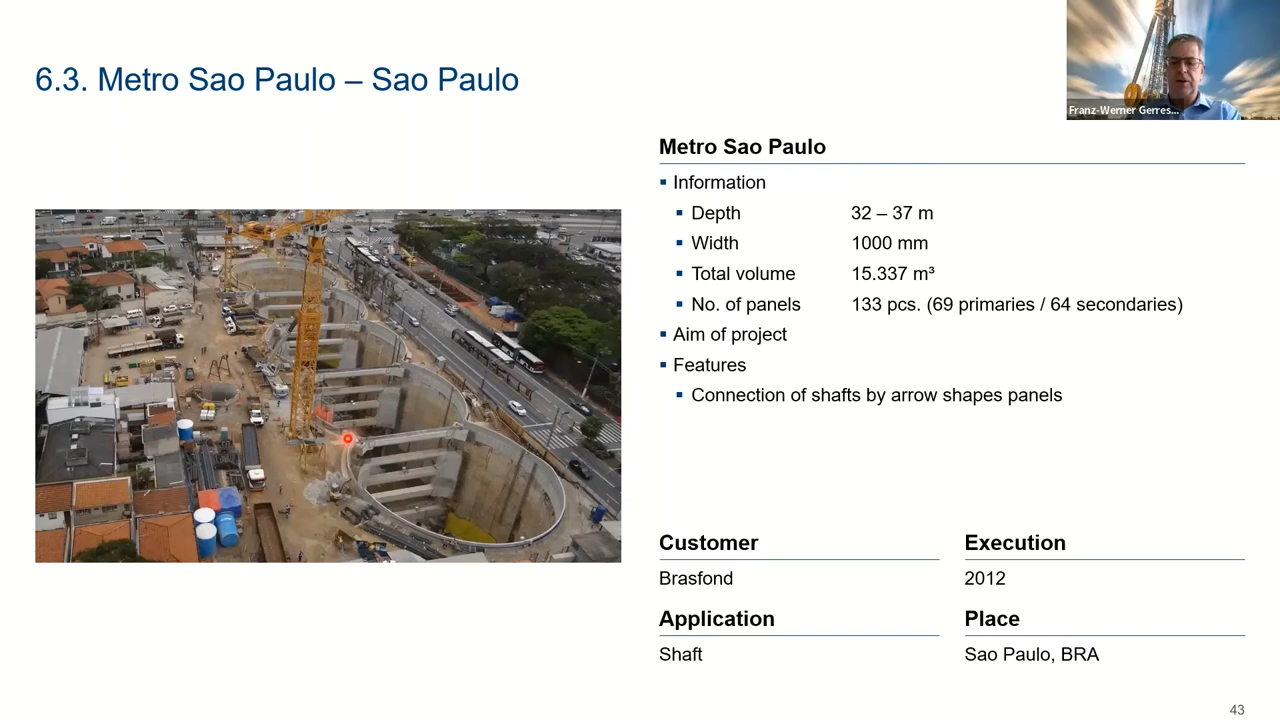 6.3. Metro Sao Paulo – Sao Paulo
Franz-Werner Gerres...
Metro Sao Paulo
▪ Information
▪ Depth 32 – 37 m
▪ Width 1000 mm
▪ Total volume 15.337 m³
▪ No. of panels 133 pcs. (69 primaries / 64 secondaries)
▪ Aim of project
▪ Features
▪ Connection of shafts by arrow shapes panels
Customer
Brasfond
Execution
2012
Application
Shaft
Place
Sao Paulo, BRA
43